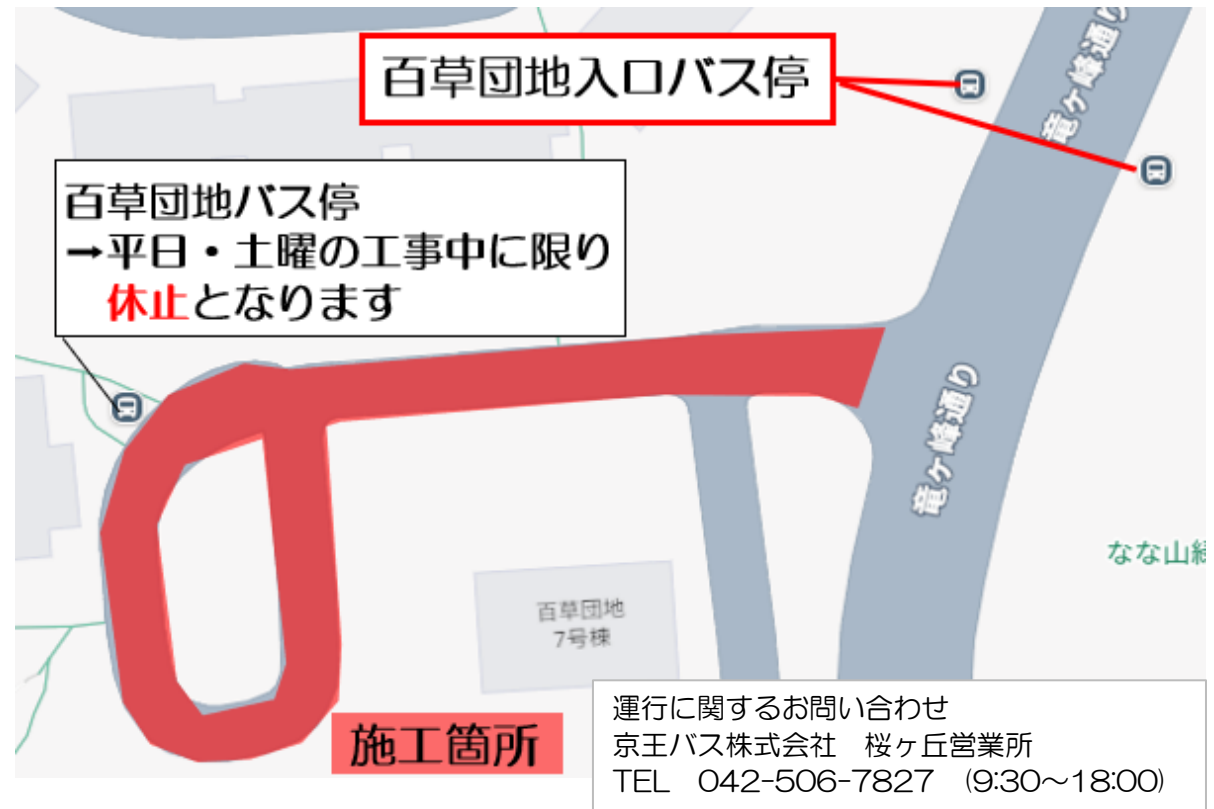 百草団地入口バス停
竜ヶ峰通り
百草団地バス停
→平日・土曜の工事中に限り
休止となります
竜ヶ峰通り
なな山緑
百草団地
7号棟
施工箇所
運行に関するお問い合わせ
京王バス株式会社　桜ヶ丘営業所
TEL　042-506-7827　(9:30～18:00)